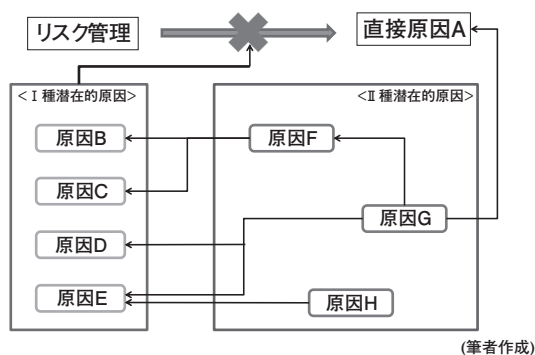 リスク管理
直接原因A
<Ⅰ種潜在的原因>
<Ⅱ種潜在的原因>
原因B
原因F
原因C
原因G
原因D
原因E
原因H
(筆者作成)